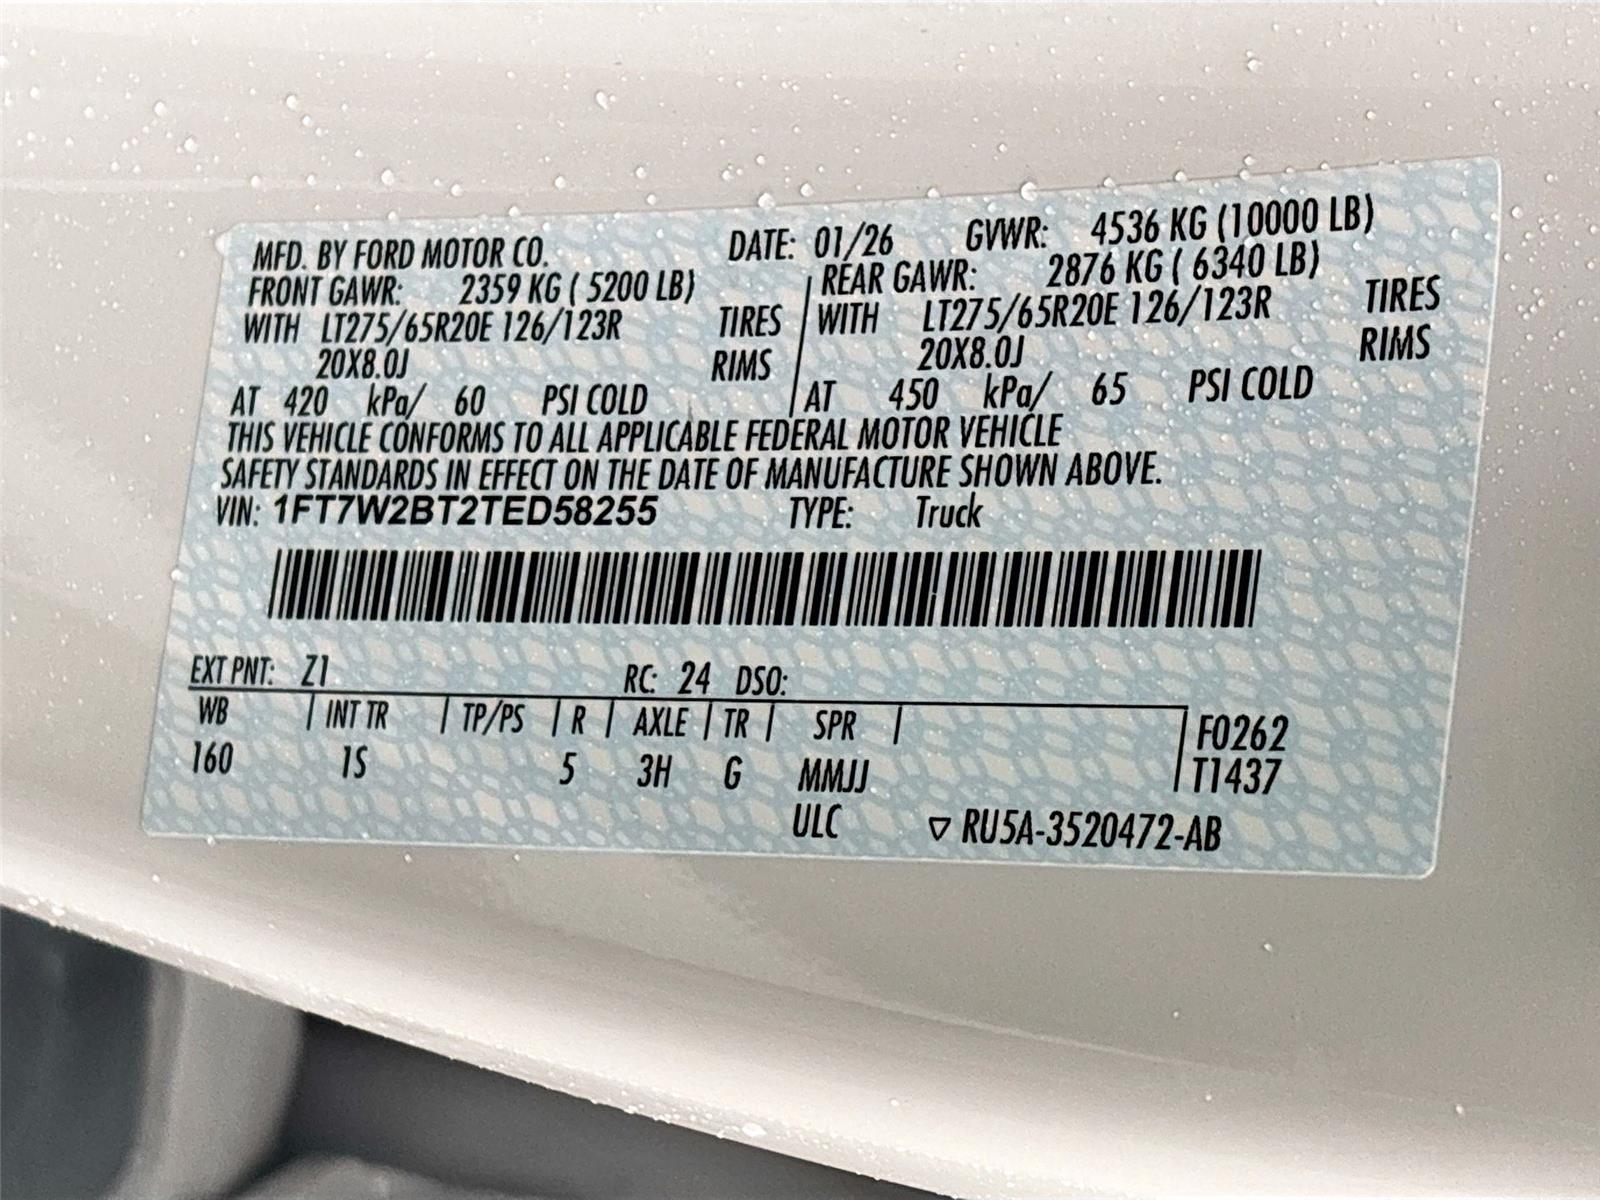 MFD. BY FORD MOTOR CO. DATE: 01/26 GVWR: 4536 KG (10000 LB)
FRONT GAWR: 2359 KG ( 5200 LB) REAR GAWR: 2876 KG ( 6340 LB)
WITH LT275/65R20E 126/123R TIRES WITH LT275/65R20E 126/123R TIRES
20X8.0J RIMS 20X8.0J RIMS
AT 420 kPa/ 60 PSI COLD AT 450 kPa/ 65 PSI COLD
THIS VEHICLE CONFORMS TO ALL APPLICABLE FEDERAL MOTOR VEHICLE
SAFETY STANDARDS IN EFFECT ON THE DATE OF MANUFACTURE SHOWN ABOVE.
VIN: 1FT7W2BT2TED58255 TYPE: Truck
EXT PNT: Z1 RC: 24 DSO:
WB INT TR TP/PS R AXLE TR SPR F0262
160 1S 5 3H G MMJJ T1437
ULC ▽ RU5A-3520472-AB